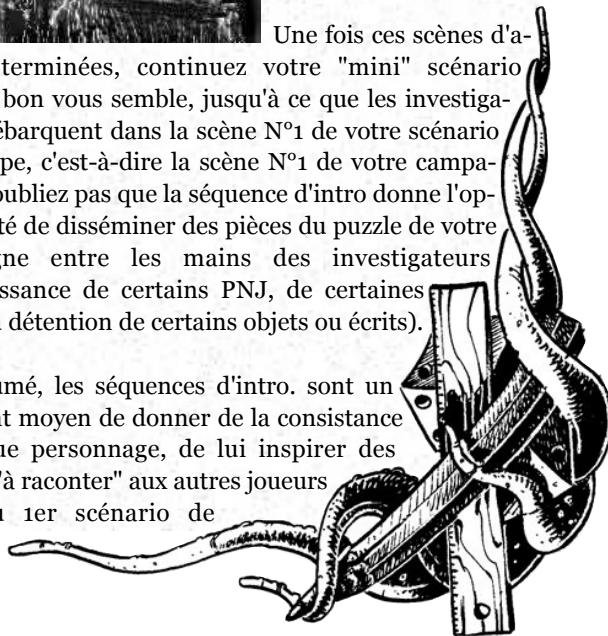 Une fois ces scènes d'a-
terminées, continuez votre "mini" scénario
bon vous semble, jusqu'à ce que les investiga-
ébarquent dans la scène N°1 de votre scénario
pe, c'est-à-dire la scène N°1 de votre campa-
oubliez pas que la séquence d'intro donne l'op-
té de disséminer des pièces du puzzle de votre
gne entre les mains des investigateurs
issance de certains PNJ, de certaines
détention de certains objets ou écrits).
umé, les séquences d'intro. sont un
nt moyen de donner de la consistance
ue personnage, de lui inspirer des
'à raconter" aux autres joueurs
1er scénario de